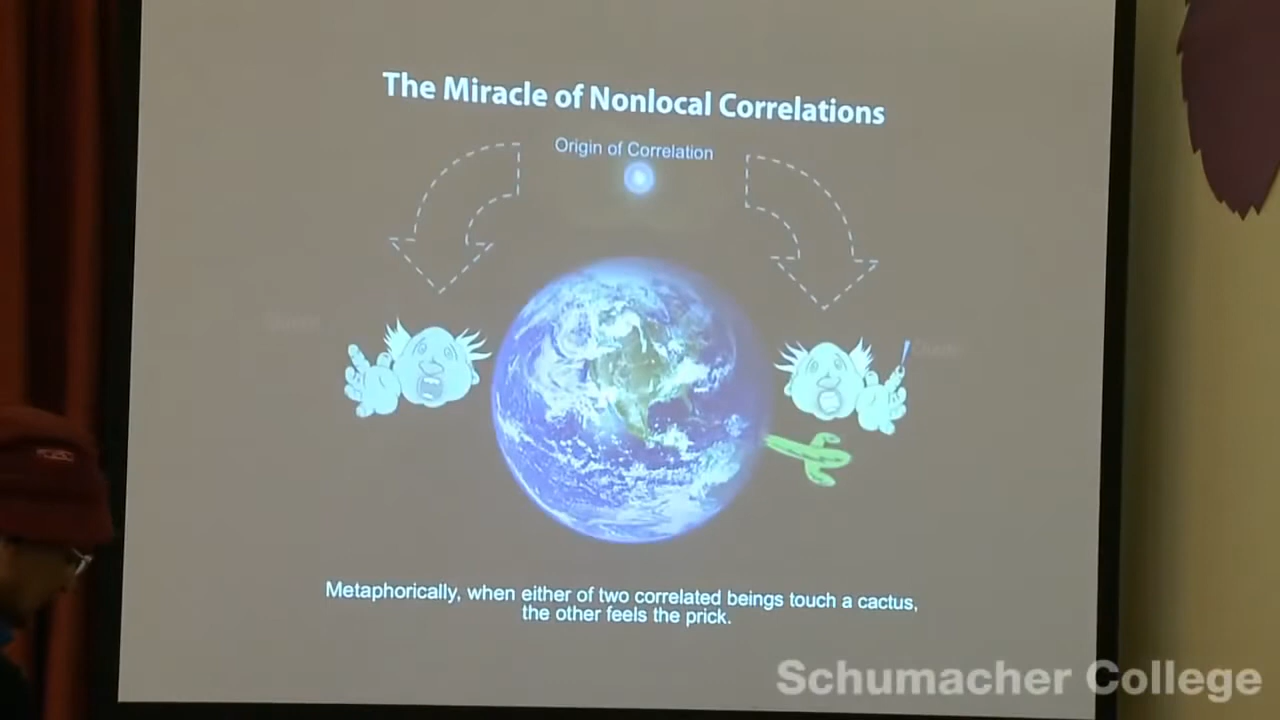 The Miracle of Nonlocal Correlations
Origin of Correlation
Metaphorically, when either of two correlated beings touch a cactus,
the other feels the prick.
Schumacher College